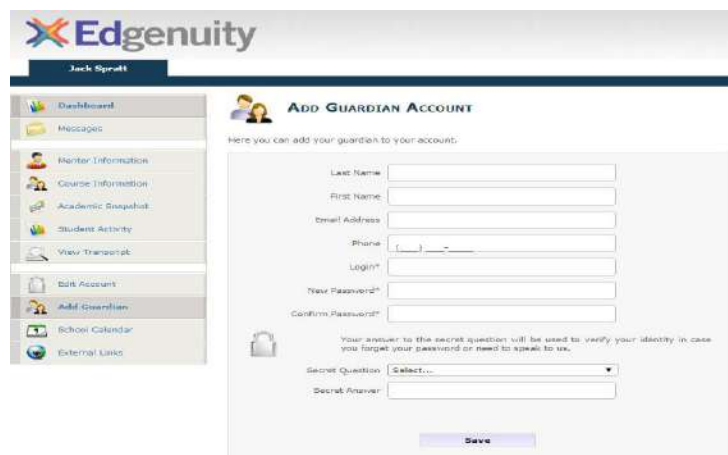 Edgenuity
Jack Spratt
Dashboard
Messages
Mentor Information
Course Information
Academic Snapshot
Student Activity
View Transcript
Edit Account
Add Guardian
School Calendar
External Links
ADD GUARDIAN ACCOUNT
Here you can add your guardian to your account.
Last Name
First Name
Email Address
Phone (___) ___-____
Login*
New Password*
Confirm Password*
Your answer to the secret question will be used to verify your identity in case
you forget your password or need to speak to us.
Secret Question Select...
Secret Answer
Save